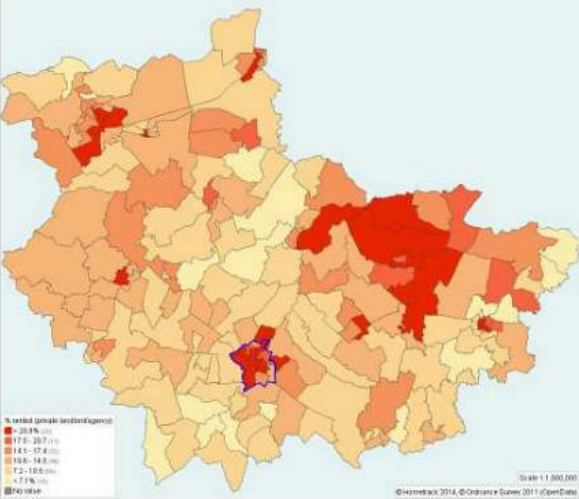 % rented (private landlord/agency)
> 20.8%
17.5 - 20.7
14.1 - 17.4
10.6 - 14.0
7.2 - 10.5
< 7.1%
No value
Scale 1:1,000,000
© Hometrack 2014, © Ordnance Survey 2011 (OpenData)